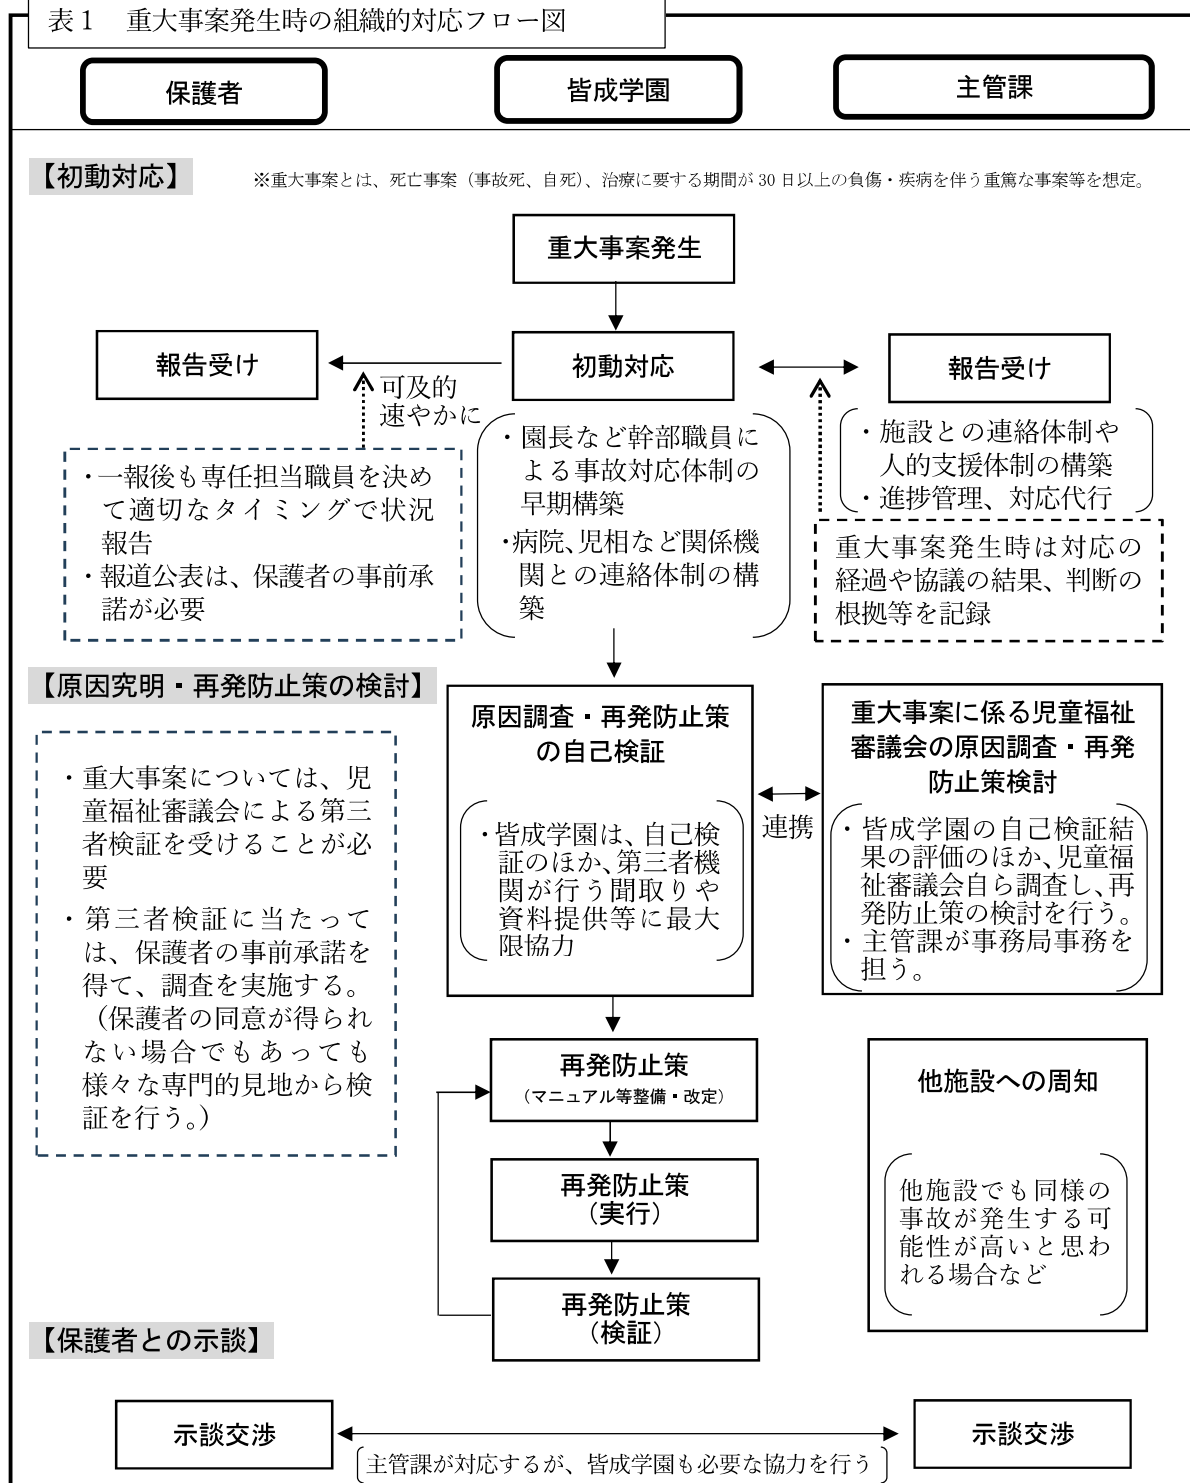 表１　重大事案発生時の組織的対応フロー図
保護者
皆成学園
主管課
【初動対応】
※重大事案とは、死亡事案（事故死、自死）、治療に要する期間が 30 日以上の負傷・疾病を伴う重篤な事案等を想定。
重大事案発生
報告受け
初動対応
報告受け
可及的
速やかに
・一報後も専任担当職員を決め
て適切なタイミングで状況
報告
・報道公表は、保護者の事前承
諾が必要
・園長など幹部職員に
よる事故対応体制の
早期構築
・病院、児相など関係機
関との連絡体制の構
築
・施設との連絡体制や
人的支援体制の構築
・進捗管理、対応代行
重大事案発生時は対応の
経過や協議の結果、判断の
根拠等を記録
【原因究明・再発防止策の検討】
・重大事案については、児
童福祉審議会による第三
者検証を受けることが必
要
・第三者検証に当たって
は、保護者の事前承諾を
得て、調査を実施する。
（保護者の同意が得られ
ない場合でもあっても
様々な専門的見地から検
証を行う。）
原因調査・再発防止策
の自己検証
・皆成学園は、自己検
証のほか、第三者機
関が行う聞取りや
資料提供等に最大
限協力
連携
重大事案に係る児童福祉
審議会の原因調査・再発
防止策検討
・皆成学園の自己検証結
果の評価のほか、児童福
祉審議会自ら調査し、再
発防止策の検討を行う。
・主管課が事務局事務を
担う。
再発防止策
（マニュアル等整備・改定）
再発防止策
（実行）
再発防止策
（検証）
他施設への周知
他施設でも同様の
事故が発生する可
能性が高いと思わ
れる場合など
【保護者との示談】
示談交渉
示談交渉
主管課が対応するが、皆成学園も必要な協力を行う